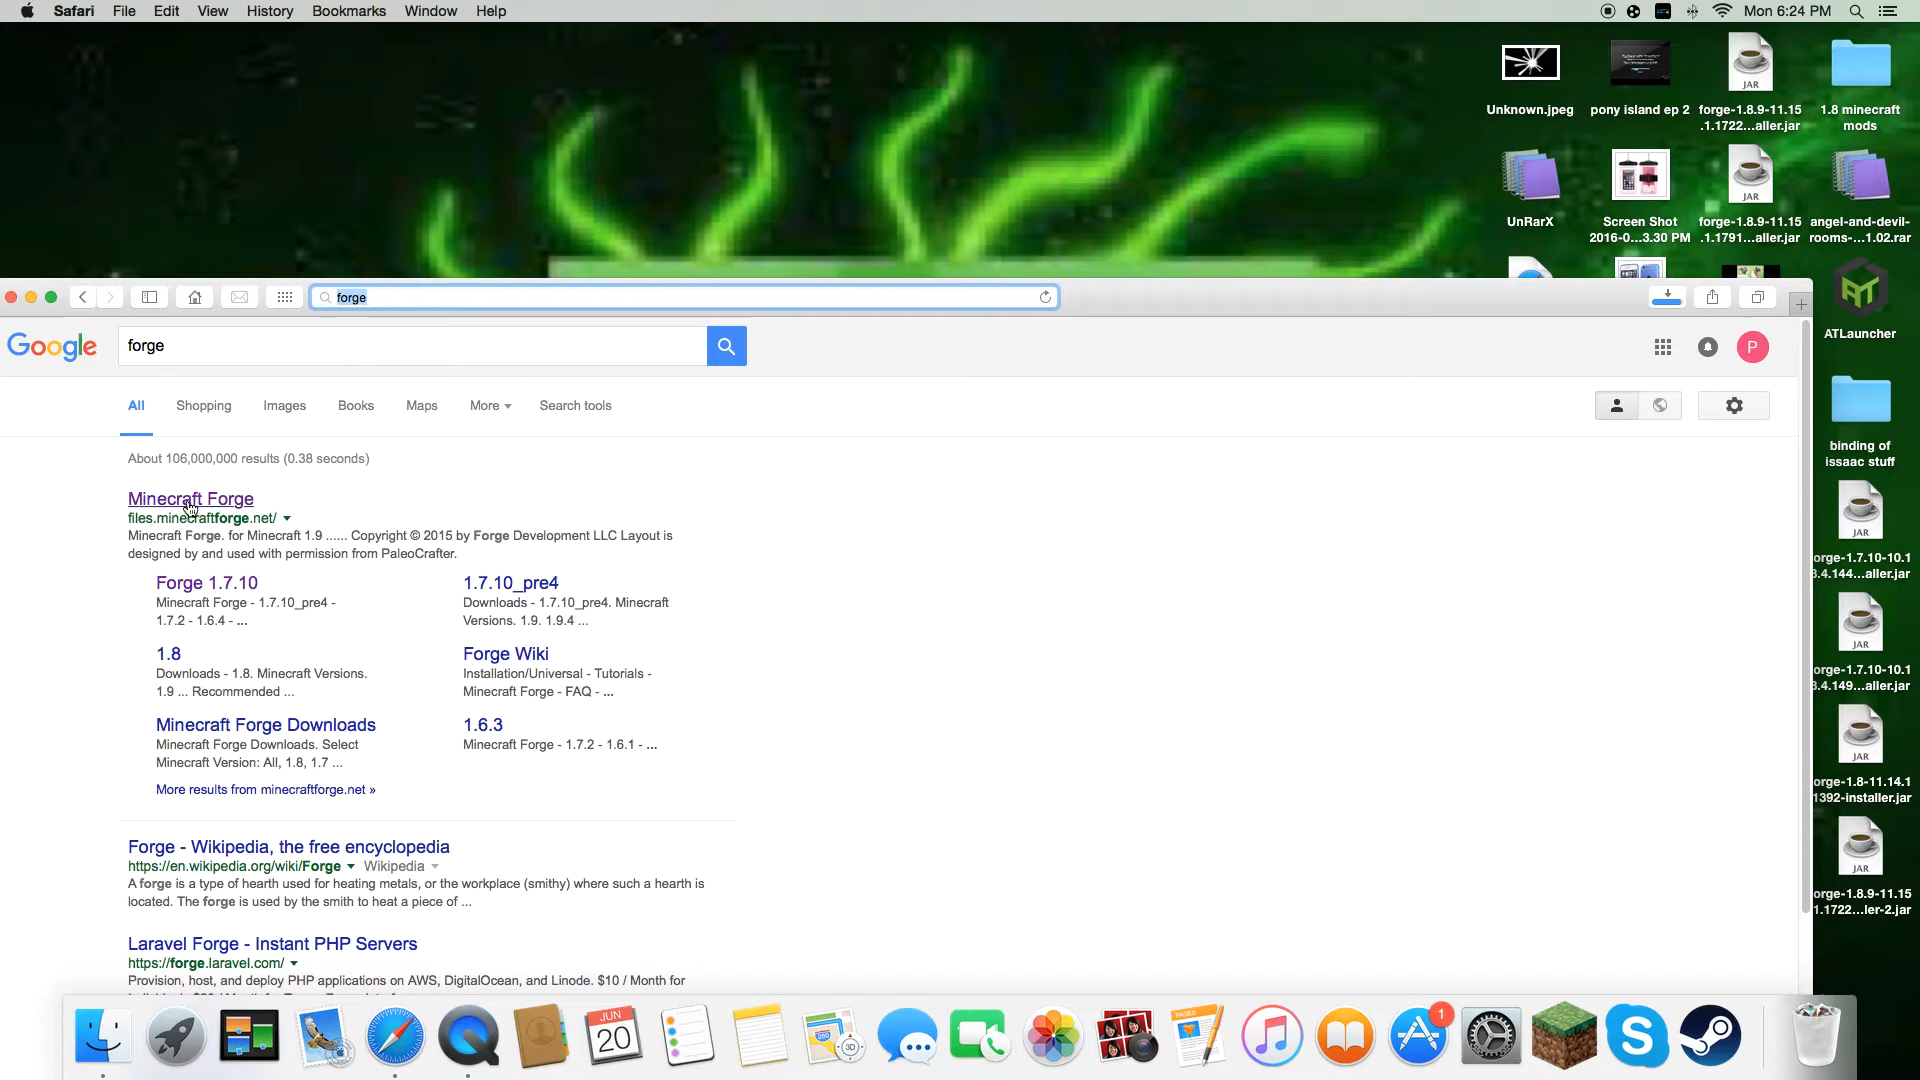 Safari File Edit View History Bookmarks Window Help
Mon 6:24 PM
JAR
Unknown.jpeg
pony island ep 2
forge-1.8.9-11.15
.1.1722...aller.jar
1.8 minecraft
mods
JAR
UnRarX
Screen Shot
2016-0...3.30 PM
forge-1.8.9-11.15
.1.1791...aller.jar
angel-and-devil-
rooms-...1.02.rar
forge
ATLauncher
Google
forge
P
All Shopping Images Books Maps More Search tools
About 106,000,000 results (0.38 seconds)
binding of
issaac stuff
Minecraft Forge
files.minecraftforge.net/
Minecraft Forge. for Minecraft 1.9 ...... Copyright © 2015 by Forge Development LLC Layout is
designed by and used with permission from PaleoCrafter.
Forge 1.7.10
Minecraft Forge - 1.7.10_pre4 -
1.7.2 - 1.6.4 - ...
1.7.10_pre4
Downloads - 1.7.10_pre4. Minecraft
Versions. 1.9. 1.9.4 ...
1.8
Downloads - 1.8. Minecraft Versions.
1.9 ... Recommended ...
Forge Wiki
Installation/Universal - Tutorials -
Minecraft Forge - FAQ - ...
Minecraft Forge Downloads
Minecraft Forge Downloads. Select
Minecraft Version: All, 1.8, 1.7 ...
1.6.3
Minecraft Forge - 1.7.2 - 1.6.1 - ...
More results from minecraftforge.net »
JAR
orge-1.7.10-10.1
3.4.144...aller.jar
JAR
orge-1.7.10-10.1
3.4.149...aller.jar
JAR
orge-1.8-11.14.1
1392-installer.jar
JAR
orge-1.8.9-11.15
1.1722...ler-2.jar
Forge - Wikipedia, the free encyclopedia
https://en.wikipedia.org/wiki/Forge Wikipedia
A forge is a type of hearth used for heating metals, or the workplace (smithy) where such a hearth is
located. The forge is used by the smith to heat a piece of ...
Laravel Forge - Instant PHP Servers
https://forge.laravel.com/
Provision, host, and deploy PHP applications on AWS, DigitalOcean, and Linode. $10 / Month for
JUN
20
3D
PAGES
1